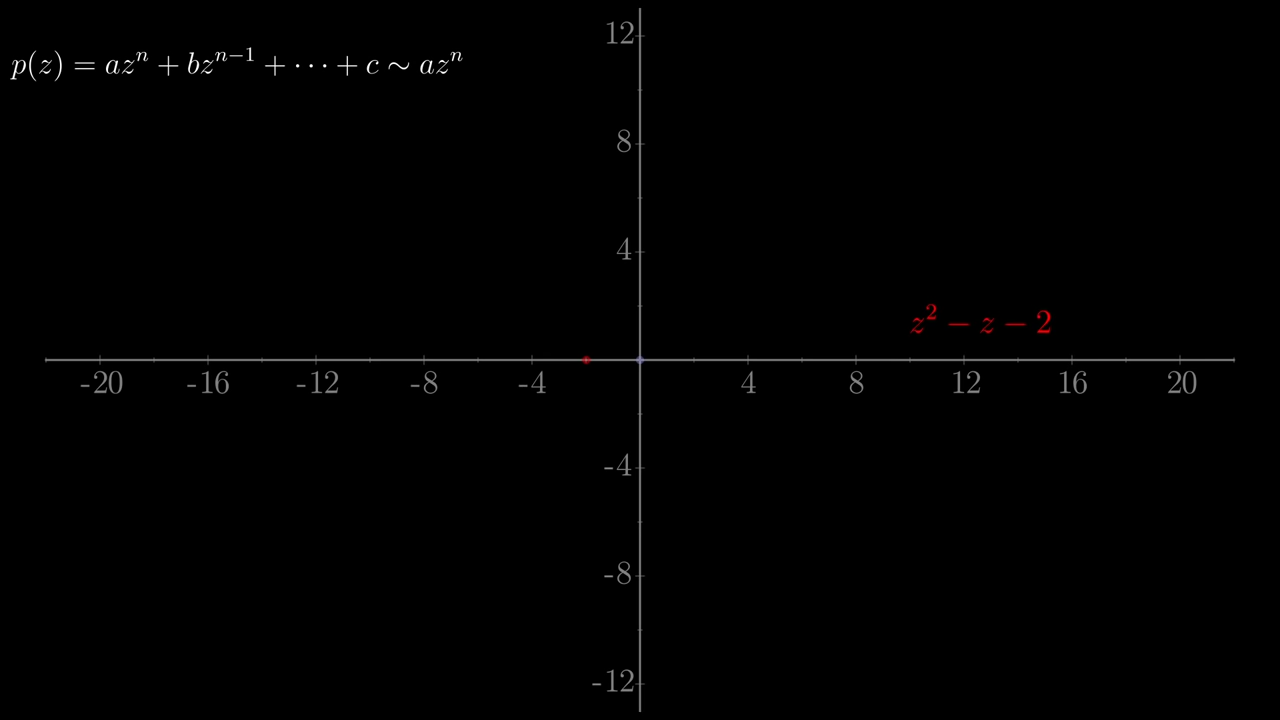 12
p(z) = az^n + bz^{n-1} + ⋯ + c ∼ az^n
8
4
z^2 − z − 2
-20 -16 -12 -8 -4 4 8 12 16 20
-4
-8
-12